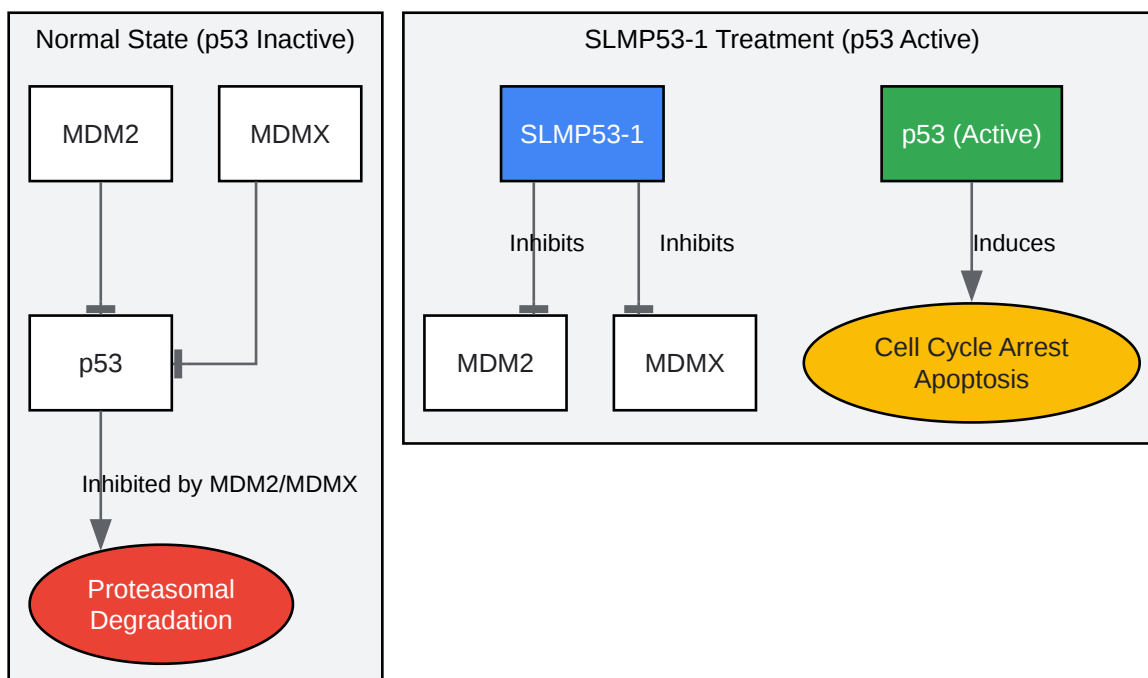 Normal State (p53 Inactive)
MDM2
MDMX
p53
Inhibited by MDM2/MDMX
Proteasomal
Degradation
SLMP53-1 Treatment (p53 Active)
SLMP53-1
p53 (Active)
Inhibits
Inhibits
Induces
MDM2
MDMX
Cell Cycle Arrest
Apoptosis